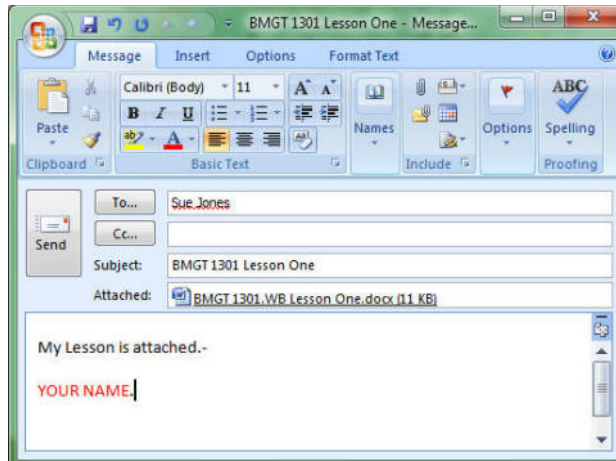 BMGT 1301 Lesson One - Message...
Message Insert Options Format Text
Calibri (Body) 11 A A
B I U
ab A
Paste
Names
Options
ABC
Spelling
Clipboard Basic Text Include Proofing
To... Sue Jones
Cc...
Send
Subject: BMGT 1301 Lesson One
Attached: BMGT 1301.WB Lesson One.docx (11 KB)
My Lesson is attached.-
YOUR NAME.